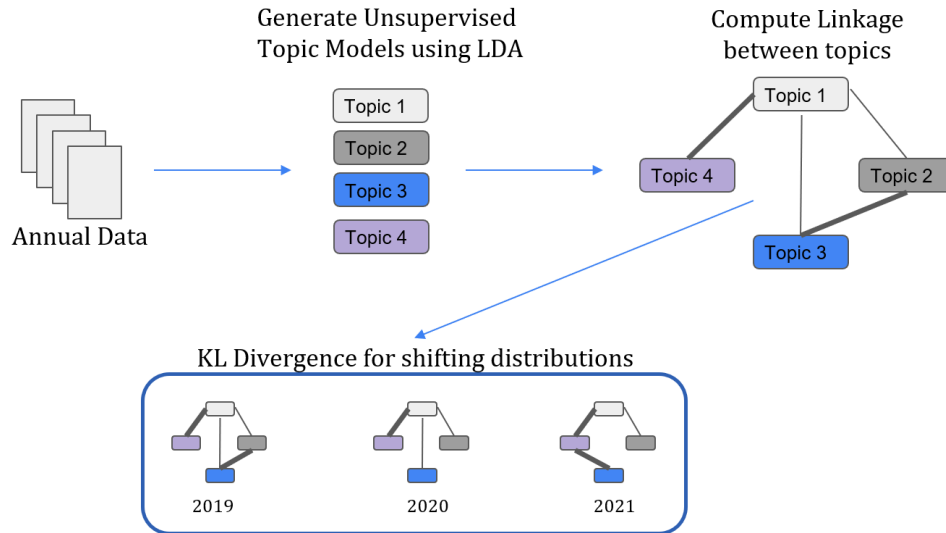 Generate Unsupervised
Topic Models using LDA
Compute Linkage
between topics
Annual Data
Topic 1
Topic 2
Topic 3
Topic 4
Topic 1
Topic 4
Topic 2
Topic 3
KL Divergence for shifting distributions
2019
2020
2021